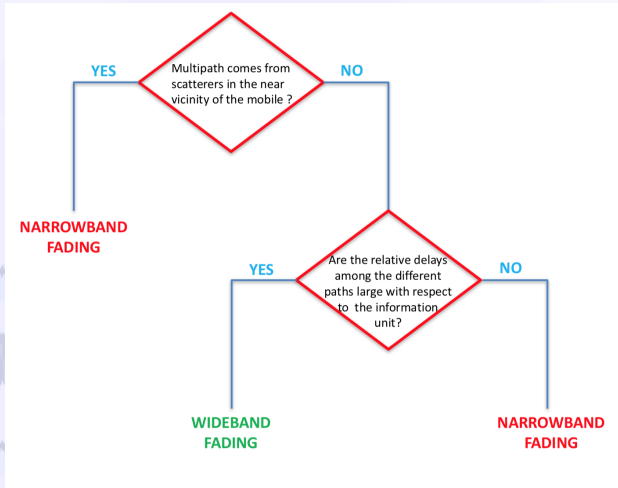 YES
Multipath comes from
scatterers in the near
vicinity of the mobile ?
NO
NARROWBAND
FADING
YES
Are the relative delays
among the different
paths large with respect
to the information
unit?
NO
WIDEBAND
FADING
NARROWBAND
FADING